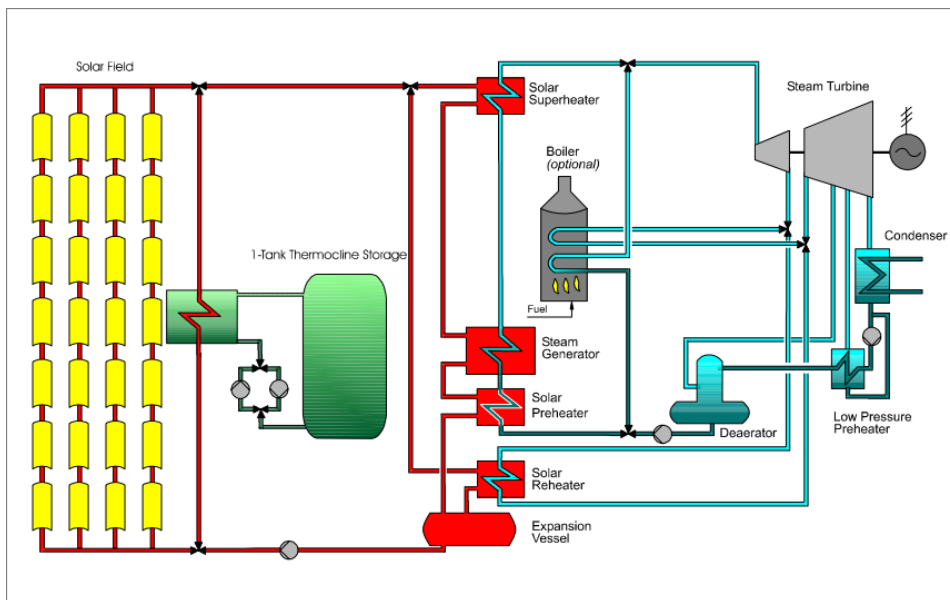 Solar Field
Solar
Superheater
Steam Turbine
Boiler
(optional)
1-Tank Thermocline Storage
Condenser
Fuel
Steam
Generator
Solar
Preheater
Deaerator
Low Pressure
Preheater
Solar
Reheater
Expansion
Vessel